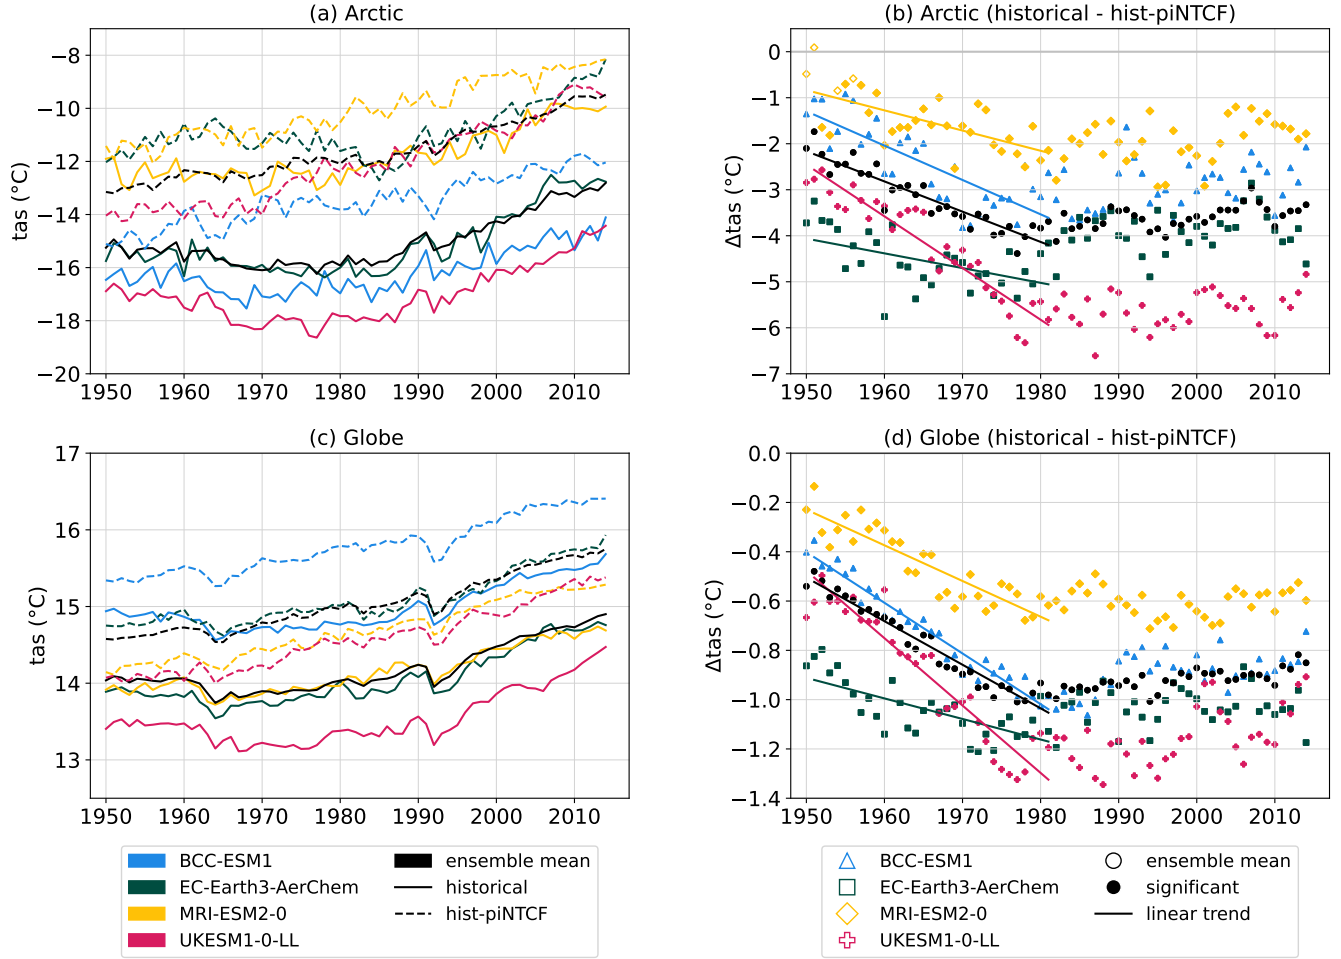 (a) Arctic
tas (°C)
−8
−10
−12
−14
−16
−18
−20
1950 1960 1970 1980 1990 2000 2010
(b) Arctic (historical - hist-piNTCF)
Δtas (°C)
0
−1
−2
−3
−4
−5
−6
−7
1950 1960 1970 1980 1990 2000 2010
(c) Globe
tas (°C)
17
16
15
14
13
1950 1960 1970 1980 1990 2000 2010
(d) Globe (historical - hist-piNTCF)
Δtas (°C)
0.0
−0.2
−0.4
−0.6
−0.8
−1.0
−1.2
−1.4
1950 1960 1970 1980 1990 2000 2010
BCC-ESM1
EC-Earth3-AerChem
MRI-ESM2-0
UKESM1-0-LL
ensemble mean
historical
hist-piNTCF
BCC-ESM1
EC-Earth3-AerChem
MRI-ESM2-0
UKESM1-0-LL
ensemble mean
significant
linear trend